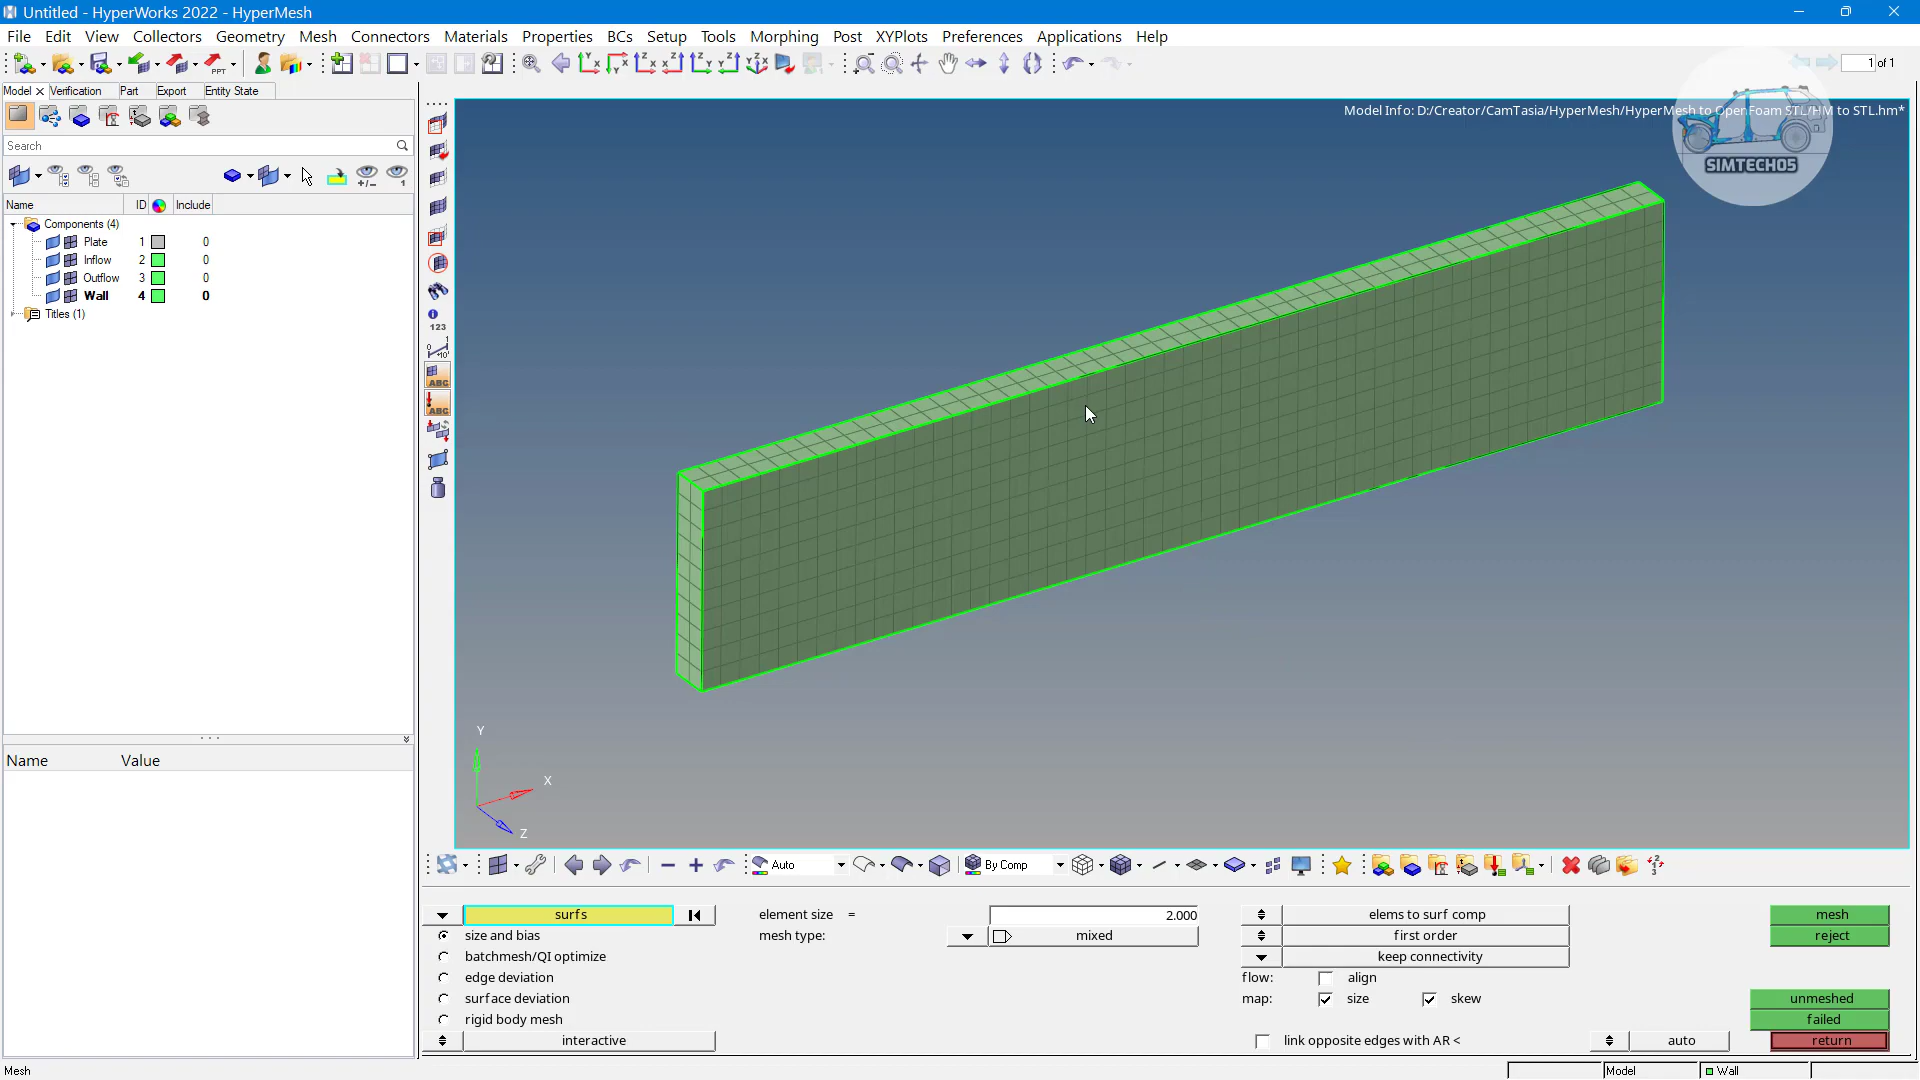 Untitled - HyperWorks 2022 - HyperMesh
File Edit View Collectors Geometry Mesh Connectors Materials Properties BCs Setup Tools Morphing Post XYPlots Preferences Applications Help
PPT
1 of 1
Model Verification Part Export Entity State
Model Info: D:/Creator/CamTasia/HyperMesh/HyperMesh to OpenFoam STL/HM to STL.hm*
SIMTECH05
Search
+/- 1
Name ID Include
Components (4)
Plate 1 0
Inflow 2 0
Outflow 3 0
Wall 4 0
Titles (1)
123
ABC
ABC
Y
X
Z
Name Value
Auto By Comp
surfs element size = 2.000 elems to surf comp mesh
size and bias mesh type: mixed first order reject
batchmesh/QI optimize keep connectivity
edge deviation flow: align
surface deviation map: size skew unmeshed
rigid body mesh failed
interactive link opposite edges with AR < auto return
Mesh Model Wall